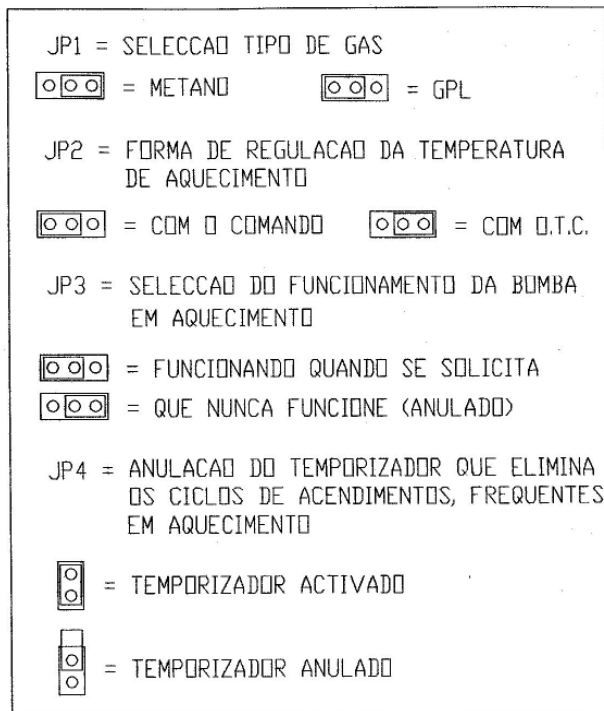 JP1 = SELECCAO TIPO DE GAS
= METANO = GPL
JP2 = FORMA DE REGULACAO DA TEMPERATURA
DE AQUECIMENTO
= COM O COMANDO = COM O.T.C.
JP3 = SELECCAO DO FUNCIONAMENTO DA BOMBA
EM AQUECIMENTO
= FUNCIONANDO QUANDO SE SOLICITA
= QUE NUNCA FUNCIONE (ANULADO)
JP4 = ANULACAO DO TEMPORIZADOR QUE ELIMINA
OS CICLOS DE ACENDIMENTOS, FREQUENTES
EM AQUECIMENTO
= TEMPORIZADOR ACTIVADO
= TEMPORIZADOR ANULADO